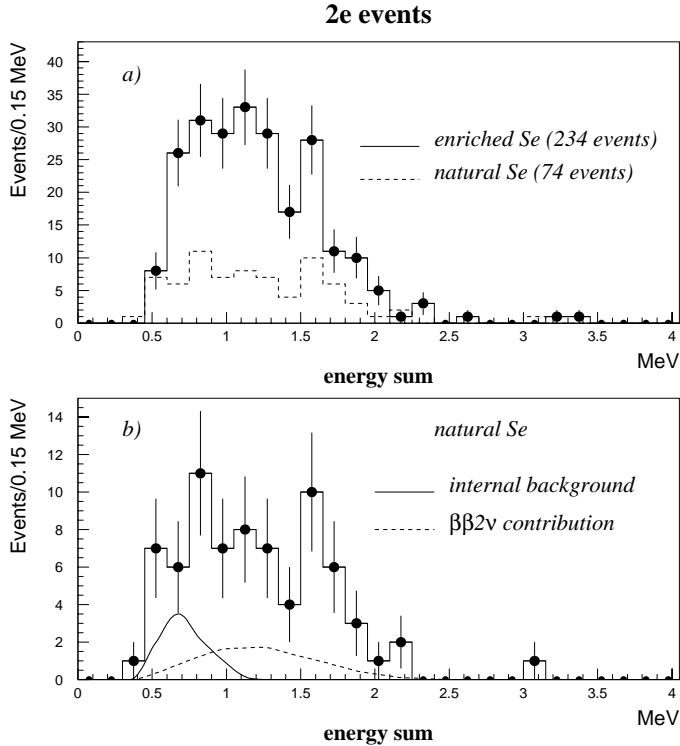 2e events
Events/0.15 MeV
40
35
30
25
20
15
10
5
0
a)
enriched Se (234 events)
natural Se (74 events)
0 0.5 1 1.5 2 2.5 3 3.5 4
MeV
energy sum
Events/0.15 MeV
14
12
10
8
6
4
2
0
b)
natural Se
internal background
ββ2ν contribution
0 0.5 1 1.5 2 2.5 3 3.5 4
MeV
energy sum